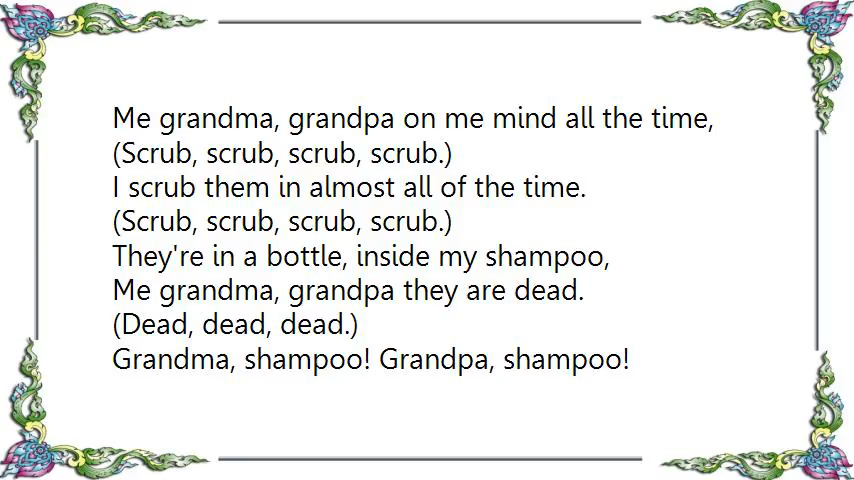 Me grandma, grandpa on me mind all the time,
(Scrub, scrub, scrub, scrub.)
I scrub them in almost all of the time.
(Scrub, scrub, scrub, scrub.)
They're in a bottle, inside my shampoo,
Me grandma, grandpa they are dead.
(Dead, dead, dead.)
Grandma, shampoo! Grandpa, shampoo!